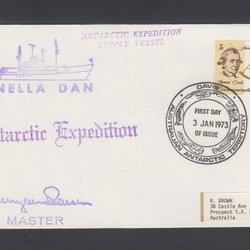 ANTARCTIC EXPEDITION
SUPPLY VESSEL
2
NELLA DAN
DAVIS
FIRST DAY
3 JAN 1973
OF ISSUE
AUSTRALIAN ANTARCTIC
Antarctic Expedition
MASTER
R. BROWN
38 Castle Ave
Prospect S.A.
Australia